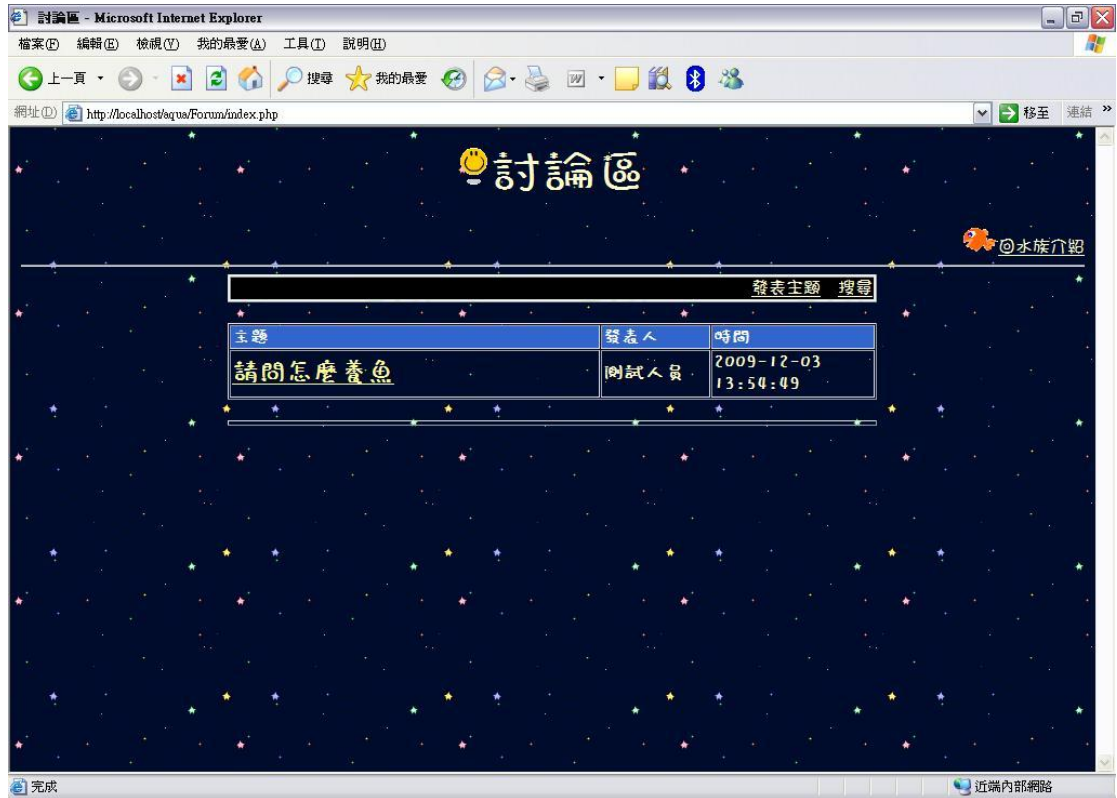 討論區 - Microsoft Internet Explorer
檔案(F) 編輯(E) 檢視(V) 我的最愛(A) 工具(T) 說明(H)
上一頁 搜尋 我的最愛
網址(D) http://localhost/aqua/Forum/index.php 移至 連結 »
討論區
回水族介紹
發表主題 搜尋
主題 發表人 時間
請問怎麼養魚 測試人員 2009-12-03
13:54:49
完成 近端內部網路